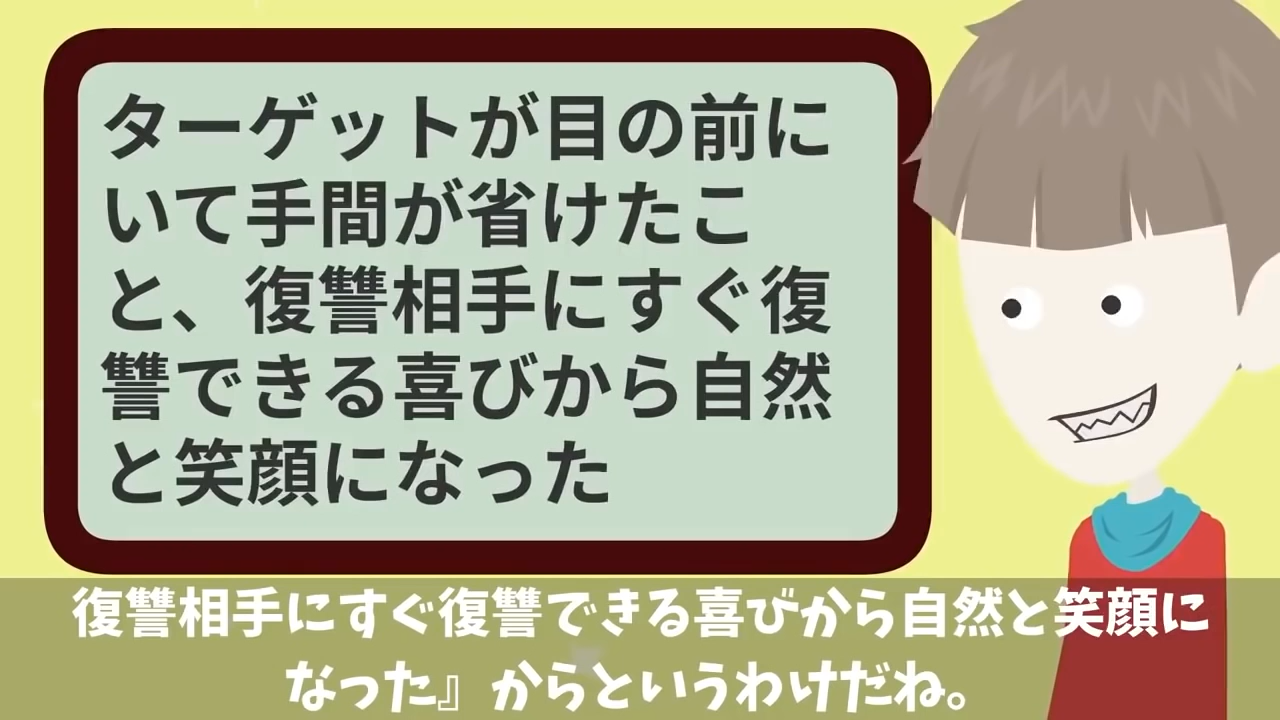 ターゲットが目の前に
いて手間が省けたこ
と、復讐相手にすぐ復
讐できる喜びから自然
と笑顔になった
復讐相手にすぐ復讐できる喜びから自然と笑顔に
なった』からというわけだね。